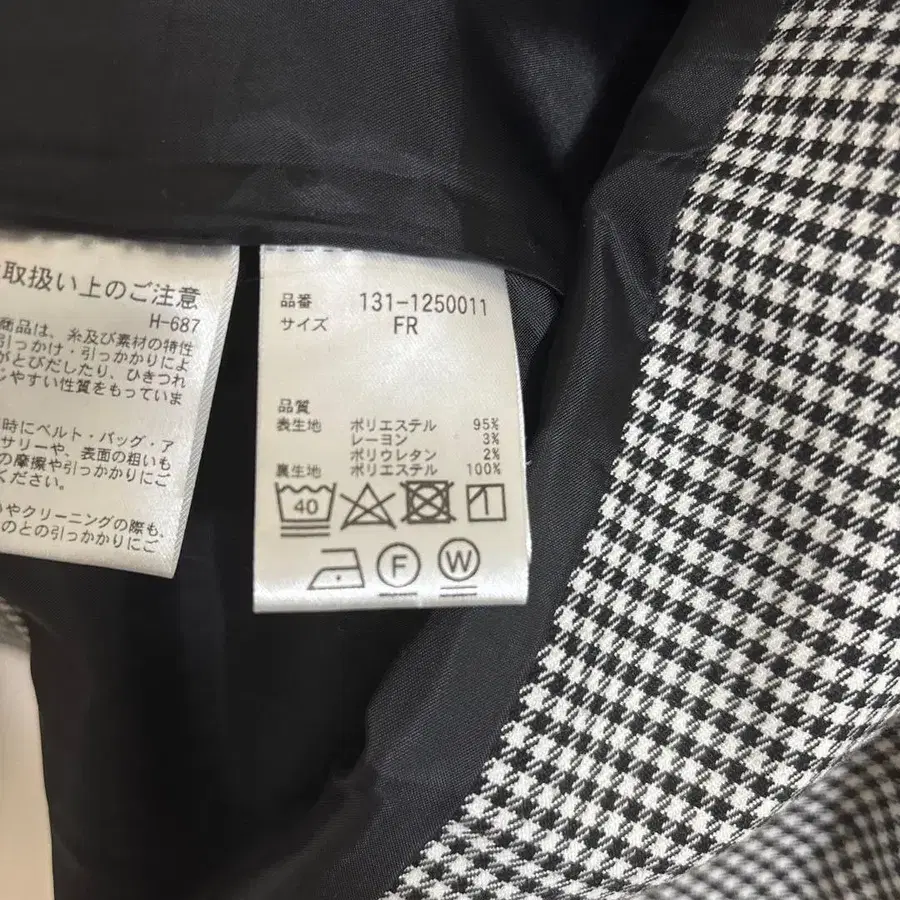 取扱い上のご注意
H-687
商品は、糸及び素材の特性
引っかけ・引っかかりによ
がとびだしたり、ひきつれ
じやすい性質をもっていま
時にベルト・バッグ・ア
サリーや、表面の粗いも
の摩擦や引っかかりにご
ください。
やクリーニングの際も
のとの引っかかりにご
品番 131-1250011
サイズ FR
品質
表生地 ポリエステル 95%
レーヨン 3%
ポリウレタン 2%
裏生地 ポリエステル 100%
40
F W